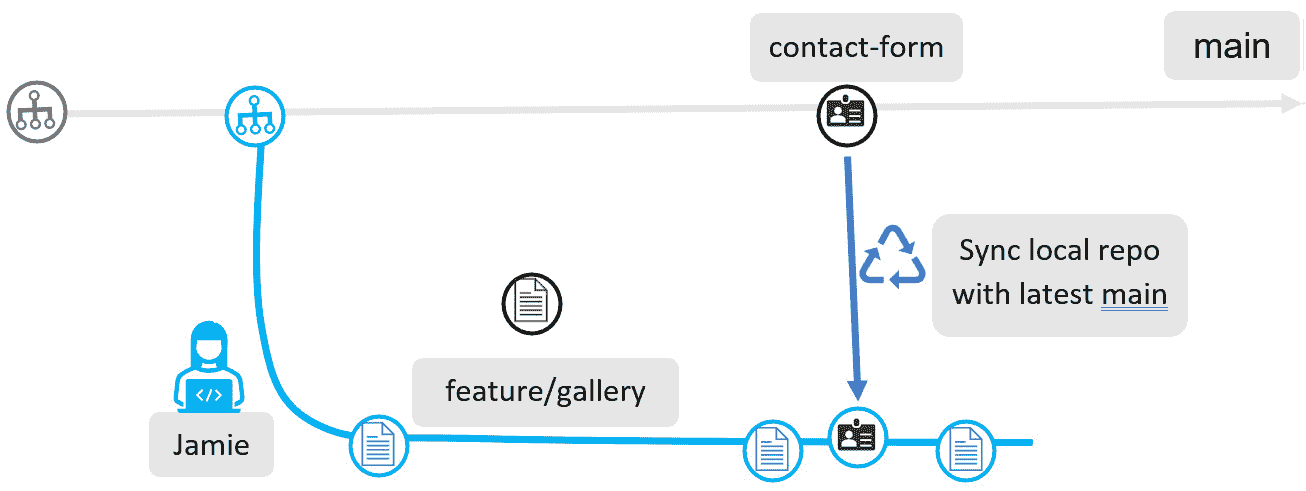 contact-form
main
Sync local repo
with latest main
feature/gallery
</>
Jamie